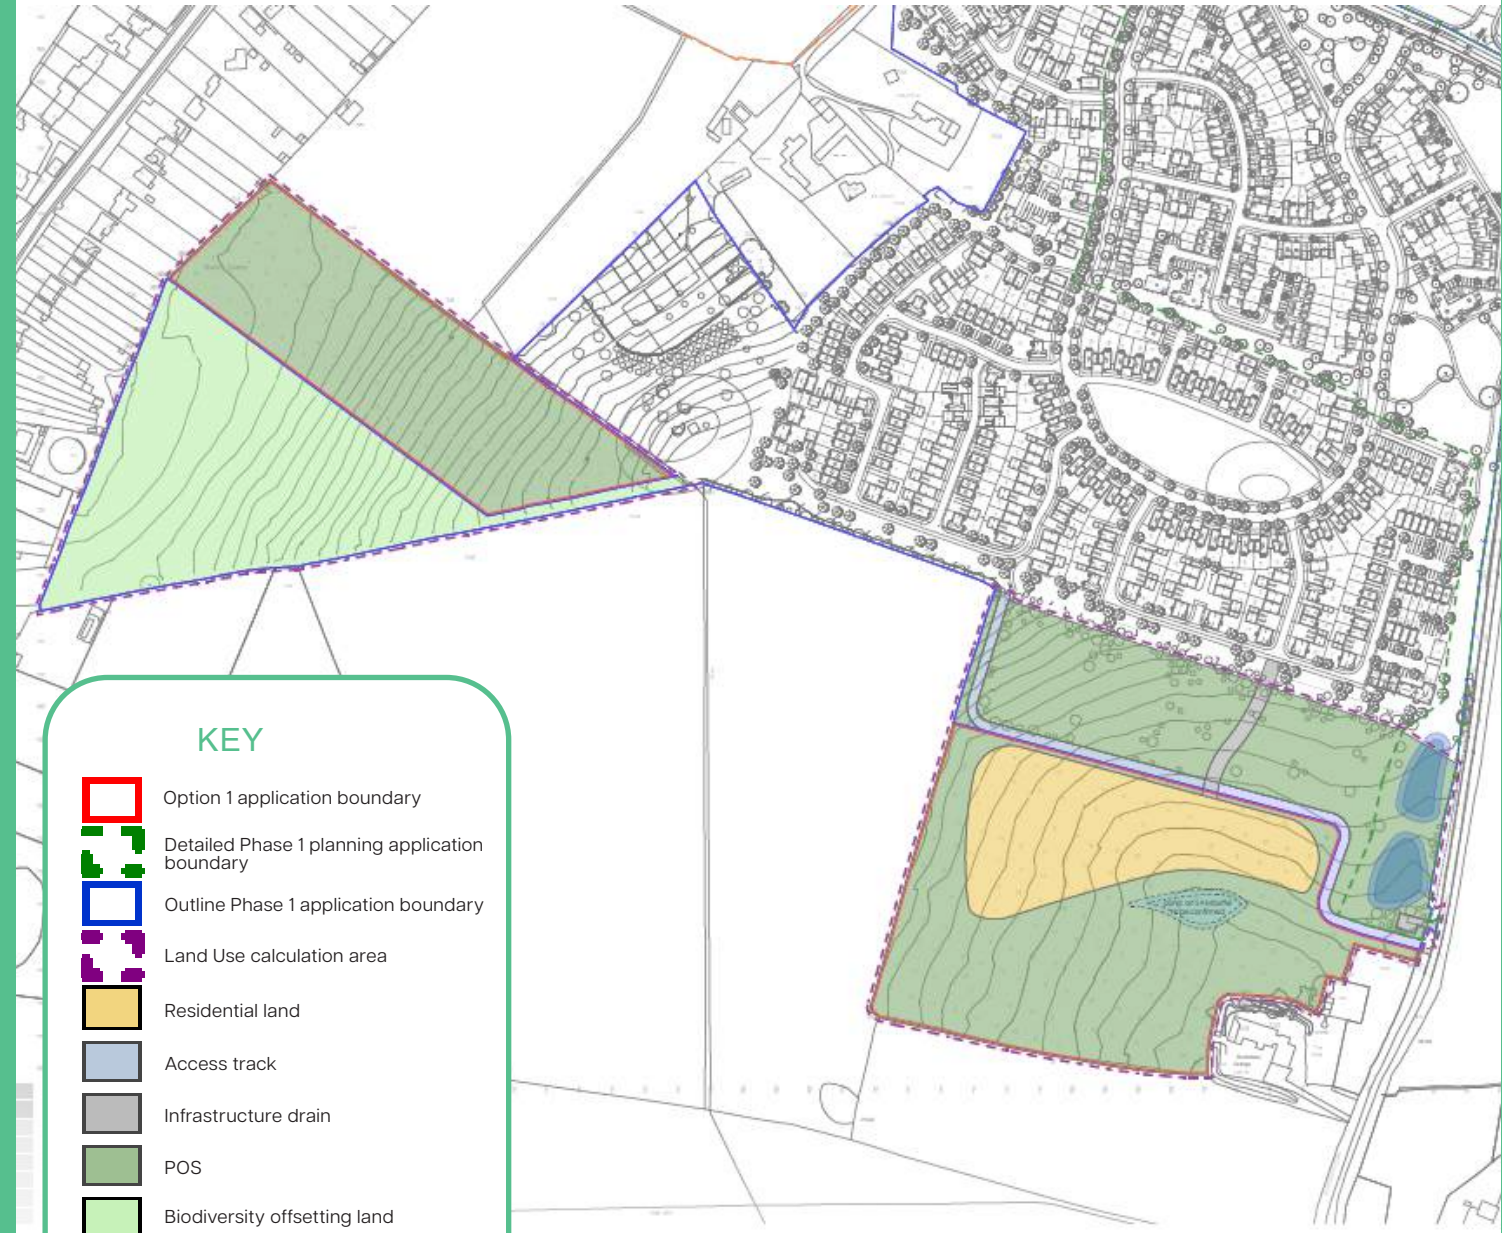 KEY
Option 1 application boundary
Detailed Phase 1 planning application
boundary
Outline Phase 1 application boundary
Land Use calculation area
Residential land
Access track
Infrastructure drain
POS
Biodiversity offsetting land